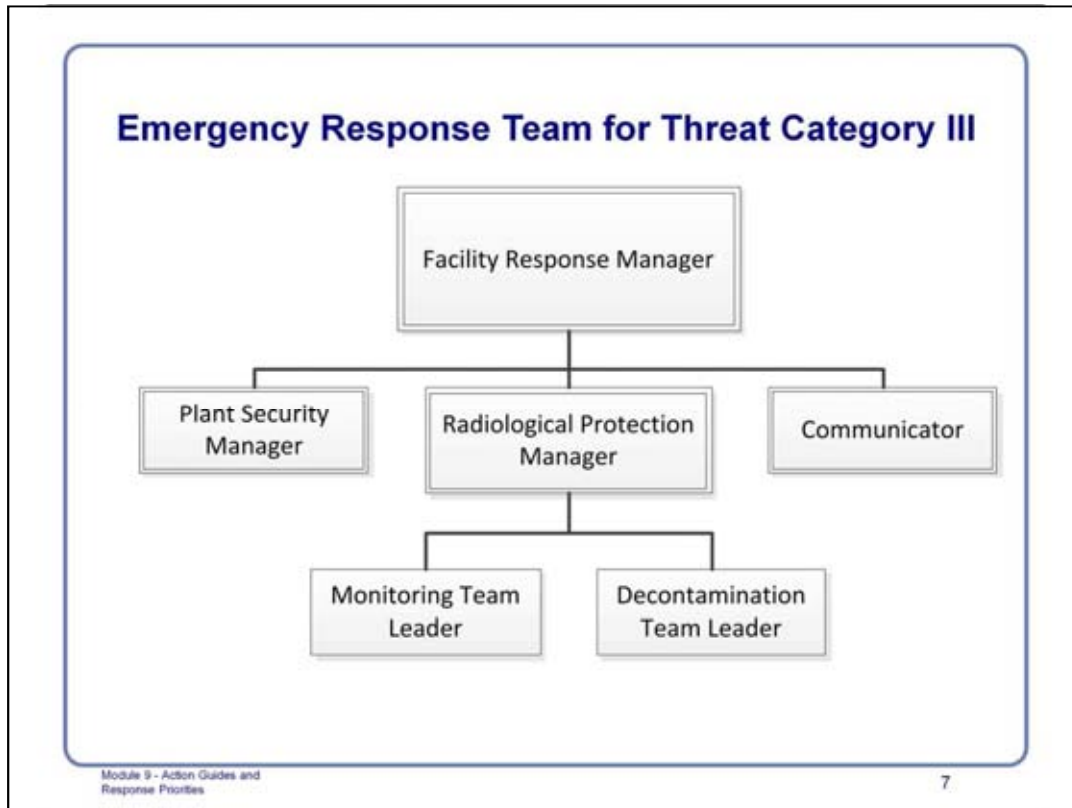 Emergency Response Team for Threat Category III
Facility Response Manager
Plant Security
Manager
Radiological Protection
Manager
Communicator
Monitoring Team
Leader
Decontamination
Team Leader
Module 9 - Action Guides and
Response Priorities
7